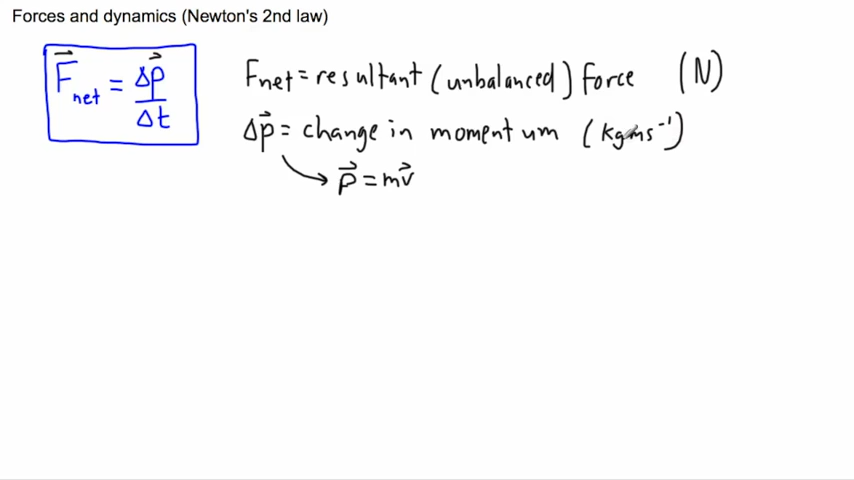 Forces and dynamics (Newton's 2nd law)
F⃗net = Δp⃗/Δt
Fnet = resultant (unbalanced) force (N)
Δp⃗ = change in momentum (kgms⁻¹)
p⃗ = mv⃗